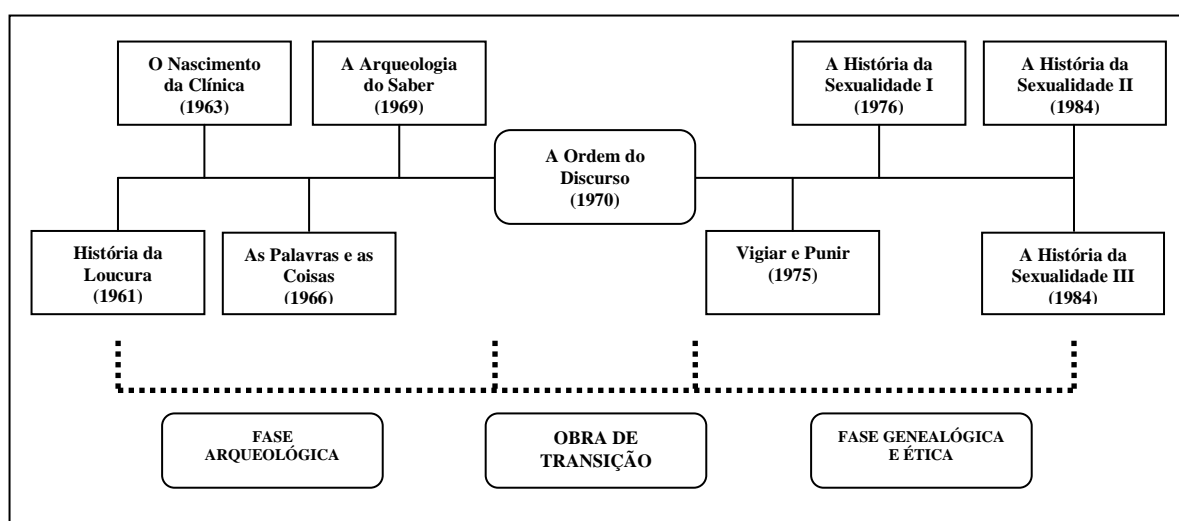 O Nascimento
da Clínica
(1963)
A Arqueologia
do Saber
(1969)
A História da
Sexualidade I
(1976)
A História da
Sexualidade II
(1984)
A Ordem do
Discurso
(1970)
História da
Loucura
(1961)
As Palavras e as
Coisas
(1966)
Vigiar e Punir
(1975)
A História da
Sexualidade III
(1984)
FASE
ARQUEOLÓGICA
OBRA DE
TRANSIÇÃO
FASE GENEALÓGICA
E ÉTICA